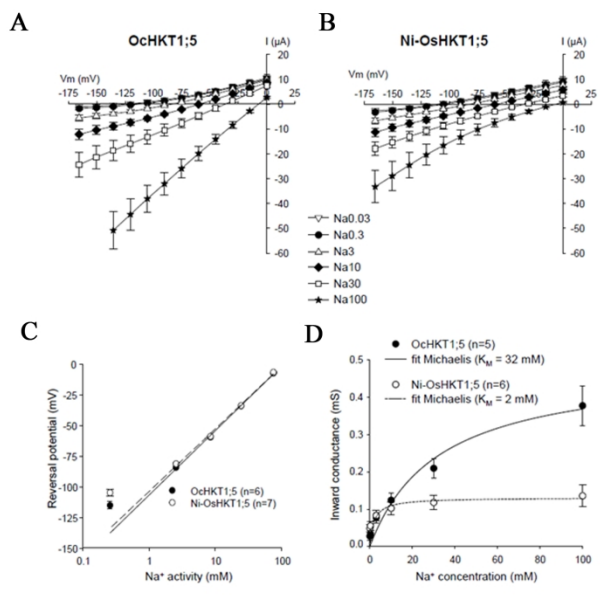 A
OcHKT1;5
I (µA)
Vm (mV)
-175 -150 -125 -100 -75 -50 -25 25
20
10
0
-10
-20
-30
-40
-50
-60
B
Ni-OsHKT1;5
I (µA)
Vm (mV)
-175 -150 -125 -100 -75 -50 -25 25
20
10
0
-10
-20
-30
-40
-50
-60
Na0.03
Na0.3
Na3
Na10
Na30
Na100
C
Reversal potential (mV)
0
-25
-50
-75
-100
-125
-150
OcHKT1;5 (n=6)
Ni-OsHKT1;5 (n=7)
0.1 1 10 100
Na⁺ activity (mM)
D
OcHKT1;5 (n=5)
fit Michaelis (KM = 32 mM)
Ni-OsHKT1;5 (n=6)
fit Michaelis (KM = 2 mM)
Inward conductance (mS)
0.5
0.4
0.3
0.2
0.1
0.0
0 20 40 60 80 100
Na⁺ concentration (mM)